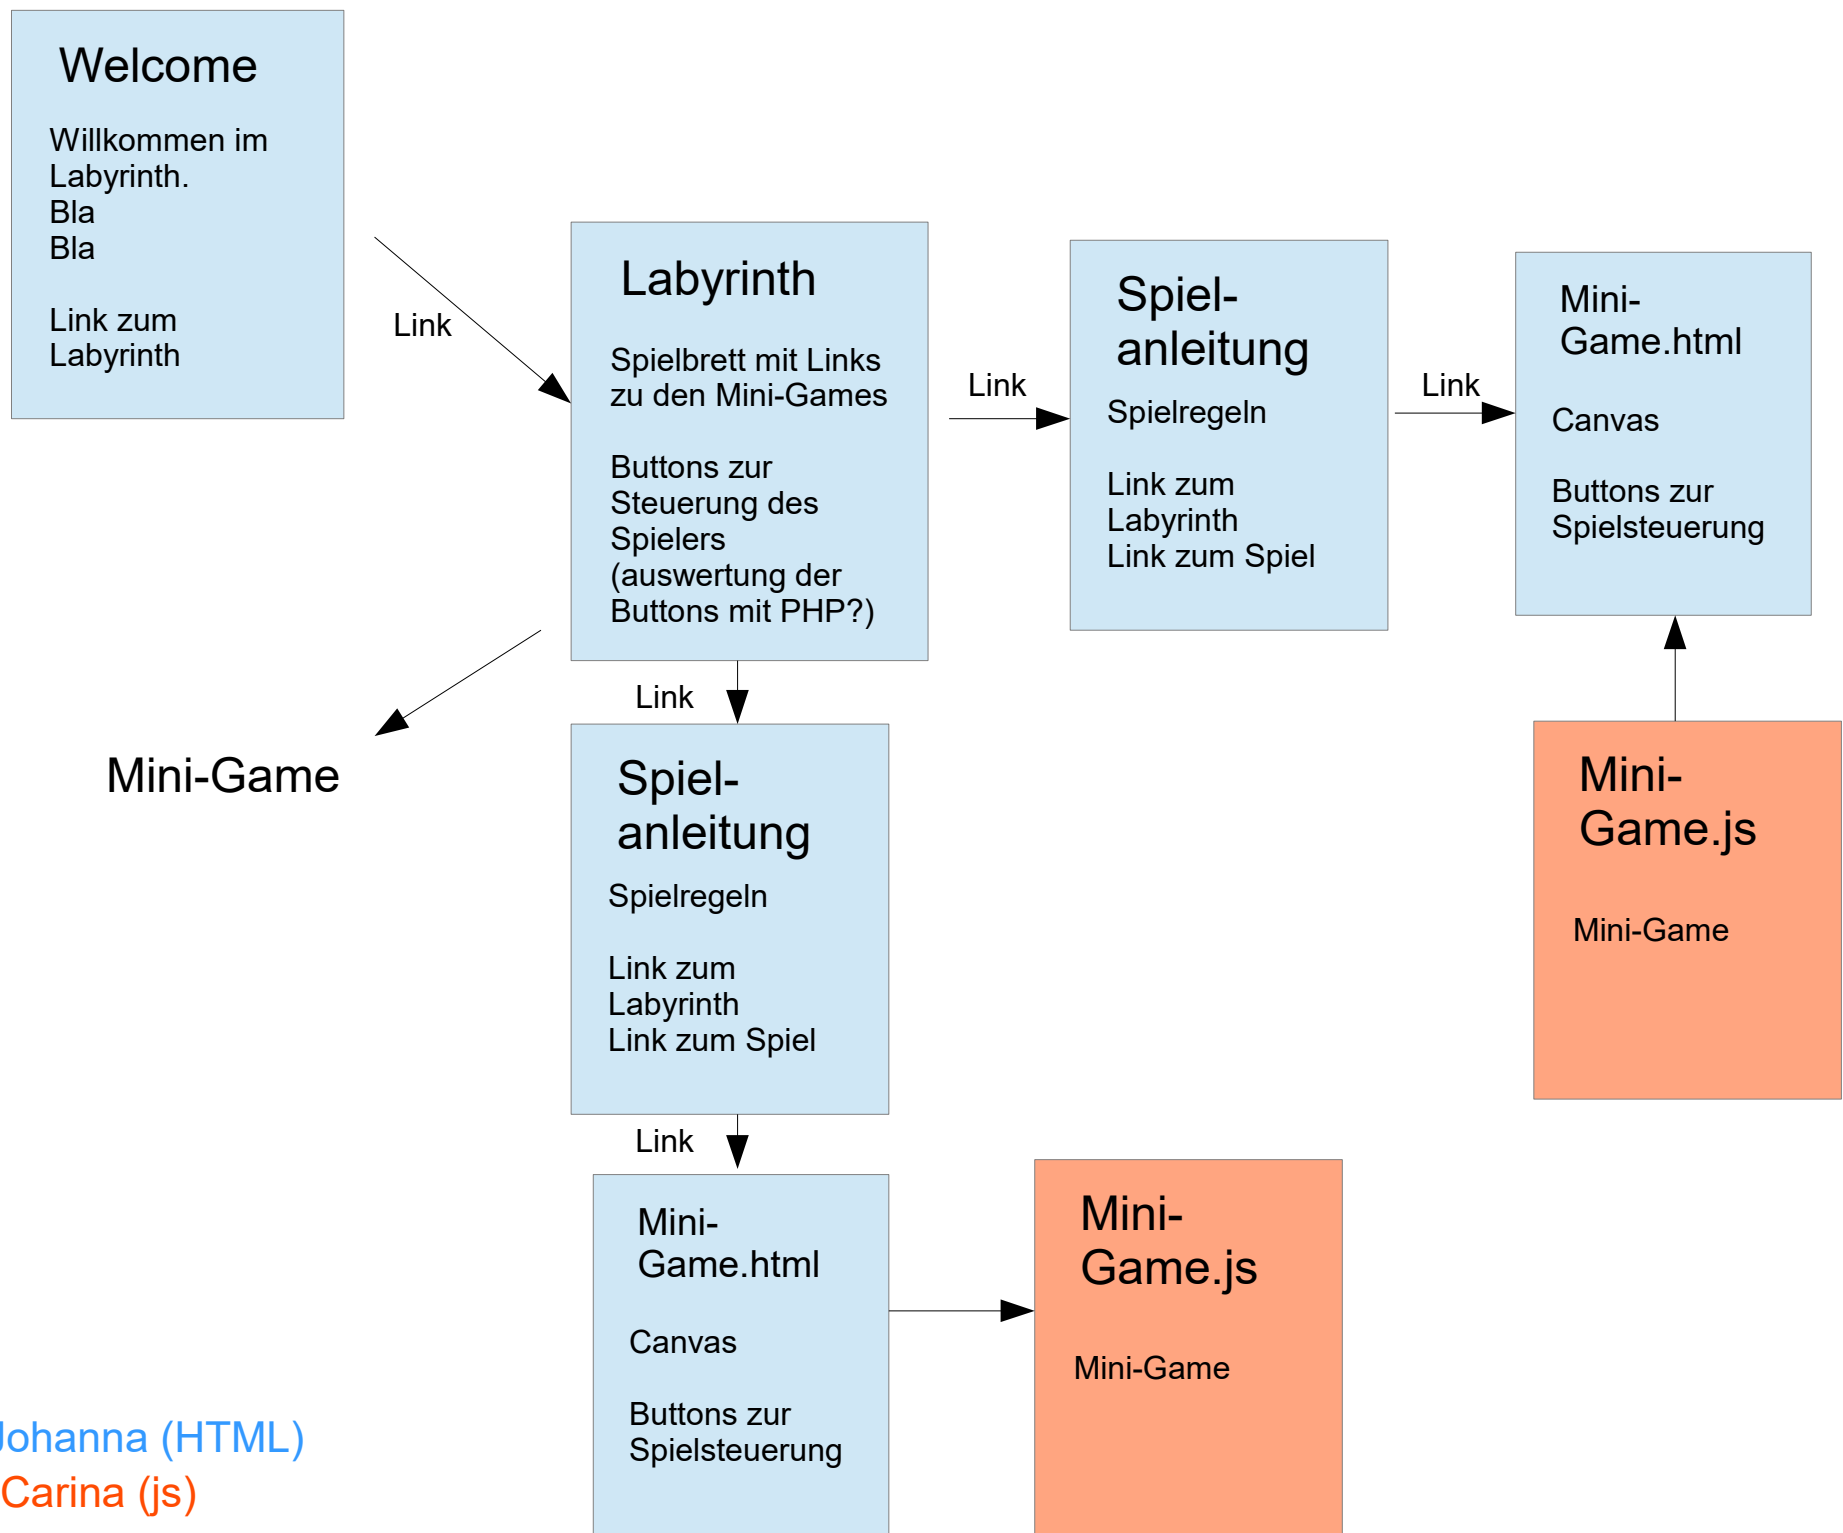 Welcome
Willkommen im
Labyrinth.
Bla
Bla
Link zum
Labyrinth
Link
Labyrinth
Spielbrett mit Links
zu den Mini-Games
Buttons zur
Steuerung des
Spielers
(auswertung der
Buttons mit PHP?)
Link
Spiel-
anleitung
Spielregeln
Link zum
Labyrinth
Link zum Spiel
Link
Mini-
Game.html
Canvas
Buttons zur
Spielsteuerung
Mini-
Game.js
Mini-Game
Mini-Game
Link
Spiel-
anleitung
Spielregeln
Link zum
Labyrinth
Link zum Spiel
Link
Mini-
Game.html
Canvas
Buttons zur
Spielsteuerung
Mini-
Game.js
Mini-Game
Johanna (HTML)
Carina (js)